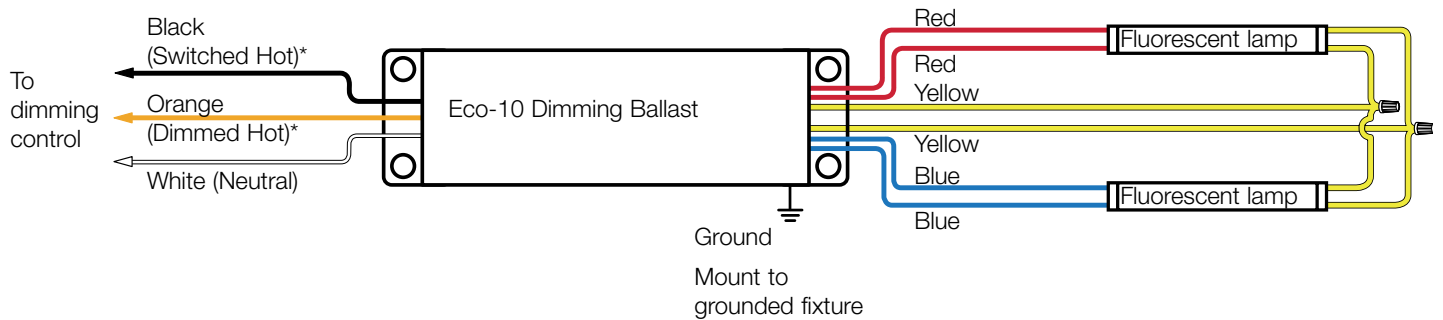 To
dimming
control
Black
(Switched Hot)*
Orange
(Dimmed Hot)*
White (Neutral)
Eco-10 Dimming Ballast
Ground
Mount to
grounded fixture
Red
Red
Yellow
Yellow
Blue
Blue
Fluorescent lamp
Fluorescent lamp